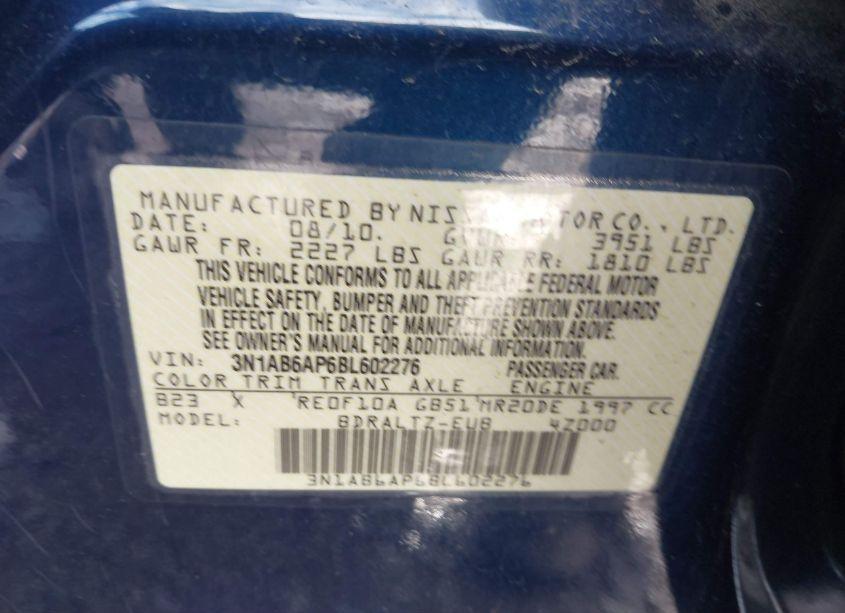 MANUFACTURED BY NISS TOR CO., LTD.
DATE: 08/10. 3951 LBS
GAWR FR: 2227 LBS GAWR RR: 1810 LBS
THIS VEHICLE CONFORMS TO ALL APPLICABLE FEDERAL MOTOR
VEHICLE SAFETY, BUMPER AND THEFT PREVENTION STANDARDS
IN EFFECT ON THE DATE OF MANUFACTURE SHOWN ABOVE.
SEE OWNER'S MANUAL FOR ADDITIONAL INFORMATION.
VIN: 3N1AB6AP6BL602276 PASSENGER CAR.
COLOR TRIM TRANS AXLE ENGINE
B23 X RE0F10A GB51 MR20DE 1997 CC
MODEL: BDRALTZ-EUB 4Z000
3N1AB6AP6BL602276